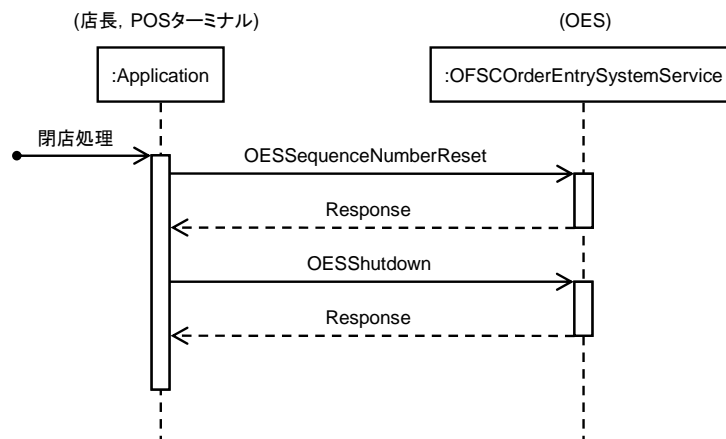 (店長, POSターミナル)
(OES)
:Application
:OFSCOrderEntrySystemService
閉店処理
OESSequenceNumberReset
Response
OESShutdown
Response